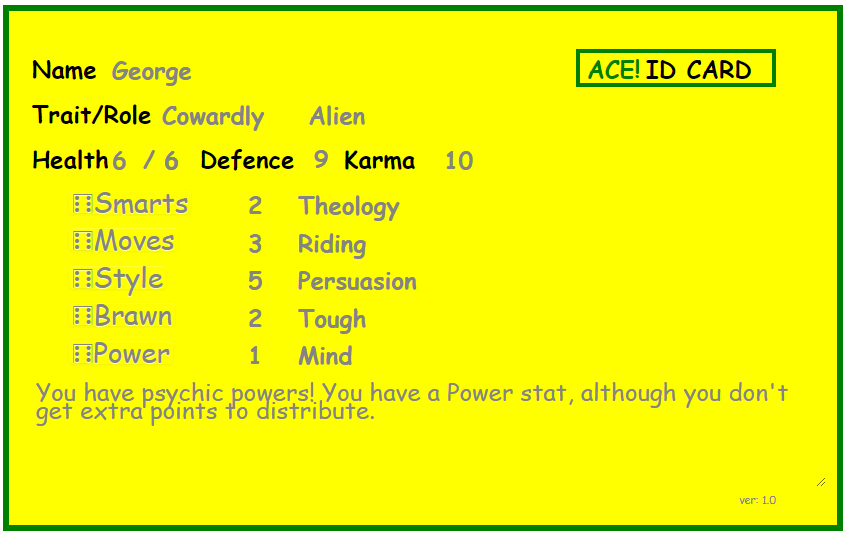 Name George ACE! ID CARD
Trait/Role Cowardly Alien
Health 6 / 6 Defence 9 Karma 10
⚅Smarts 2 Theology
⚅Moves 3 Riding
⚅Style 5 Persuasion
⚅Brawn 2 Tough
⚅Power 1 Mind
You have psychic powers! You have a Power stat, although you don't
get extra points to distribute.
ver: 1.0